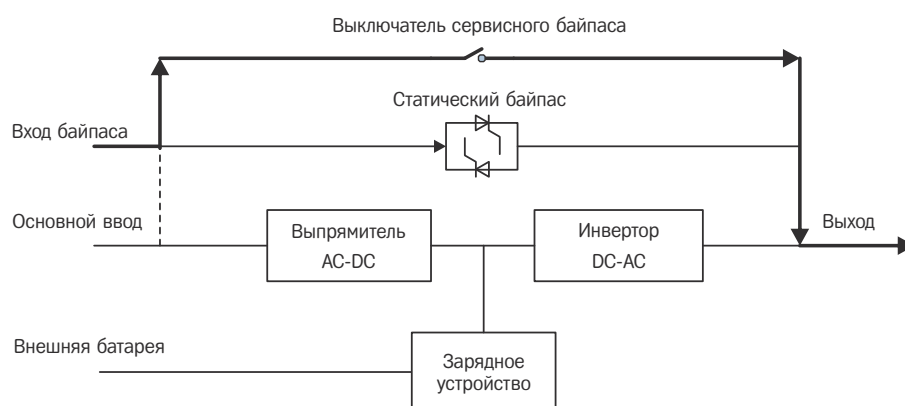 Выключатель сервисного байпаса
Статический байпас
Вход байпаса
Основной ввод
Выпрямитель
AC-DC
Инвертор
DC-AC
Выход
Внешняя батарея
Зарядное
устройство